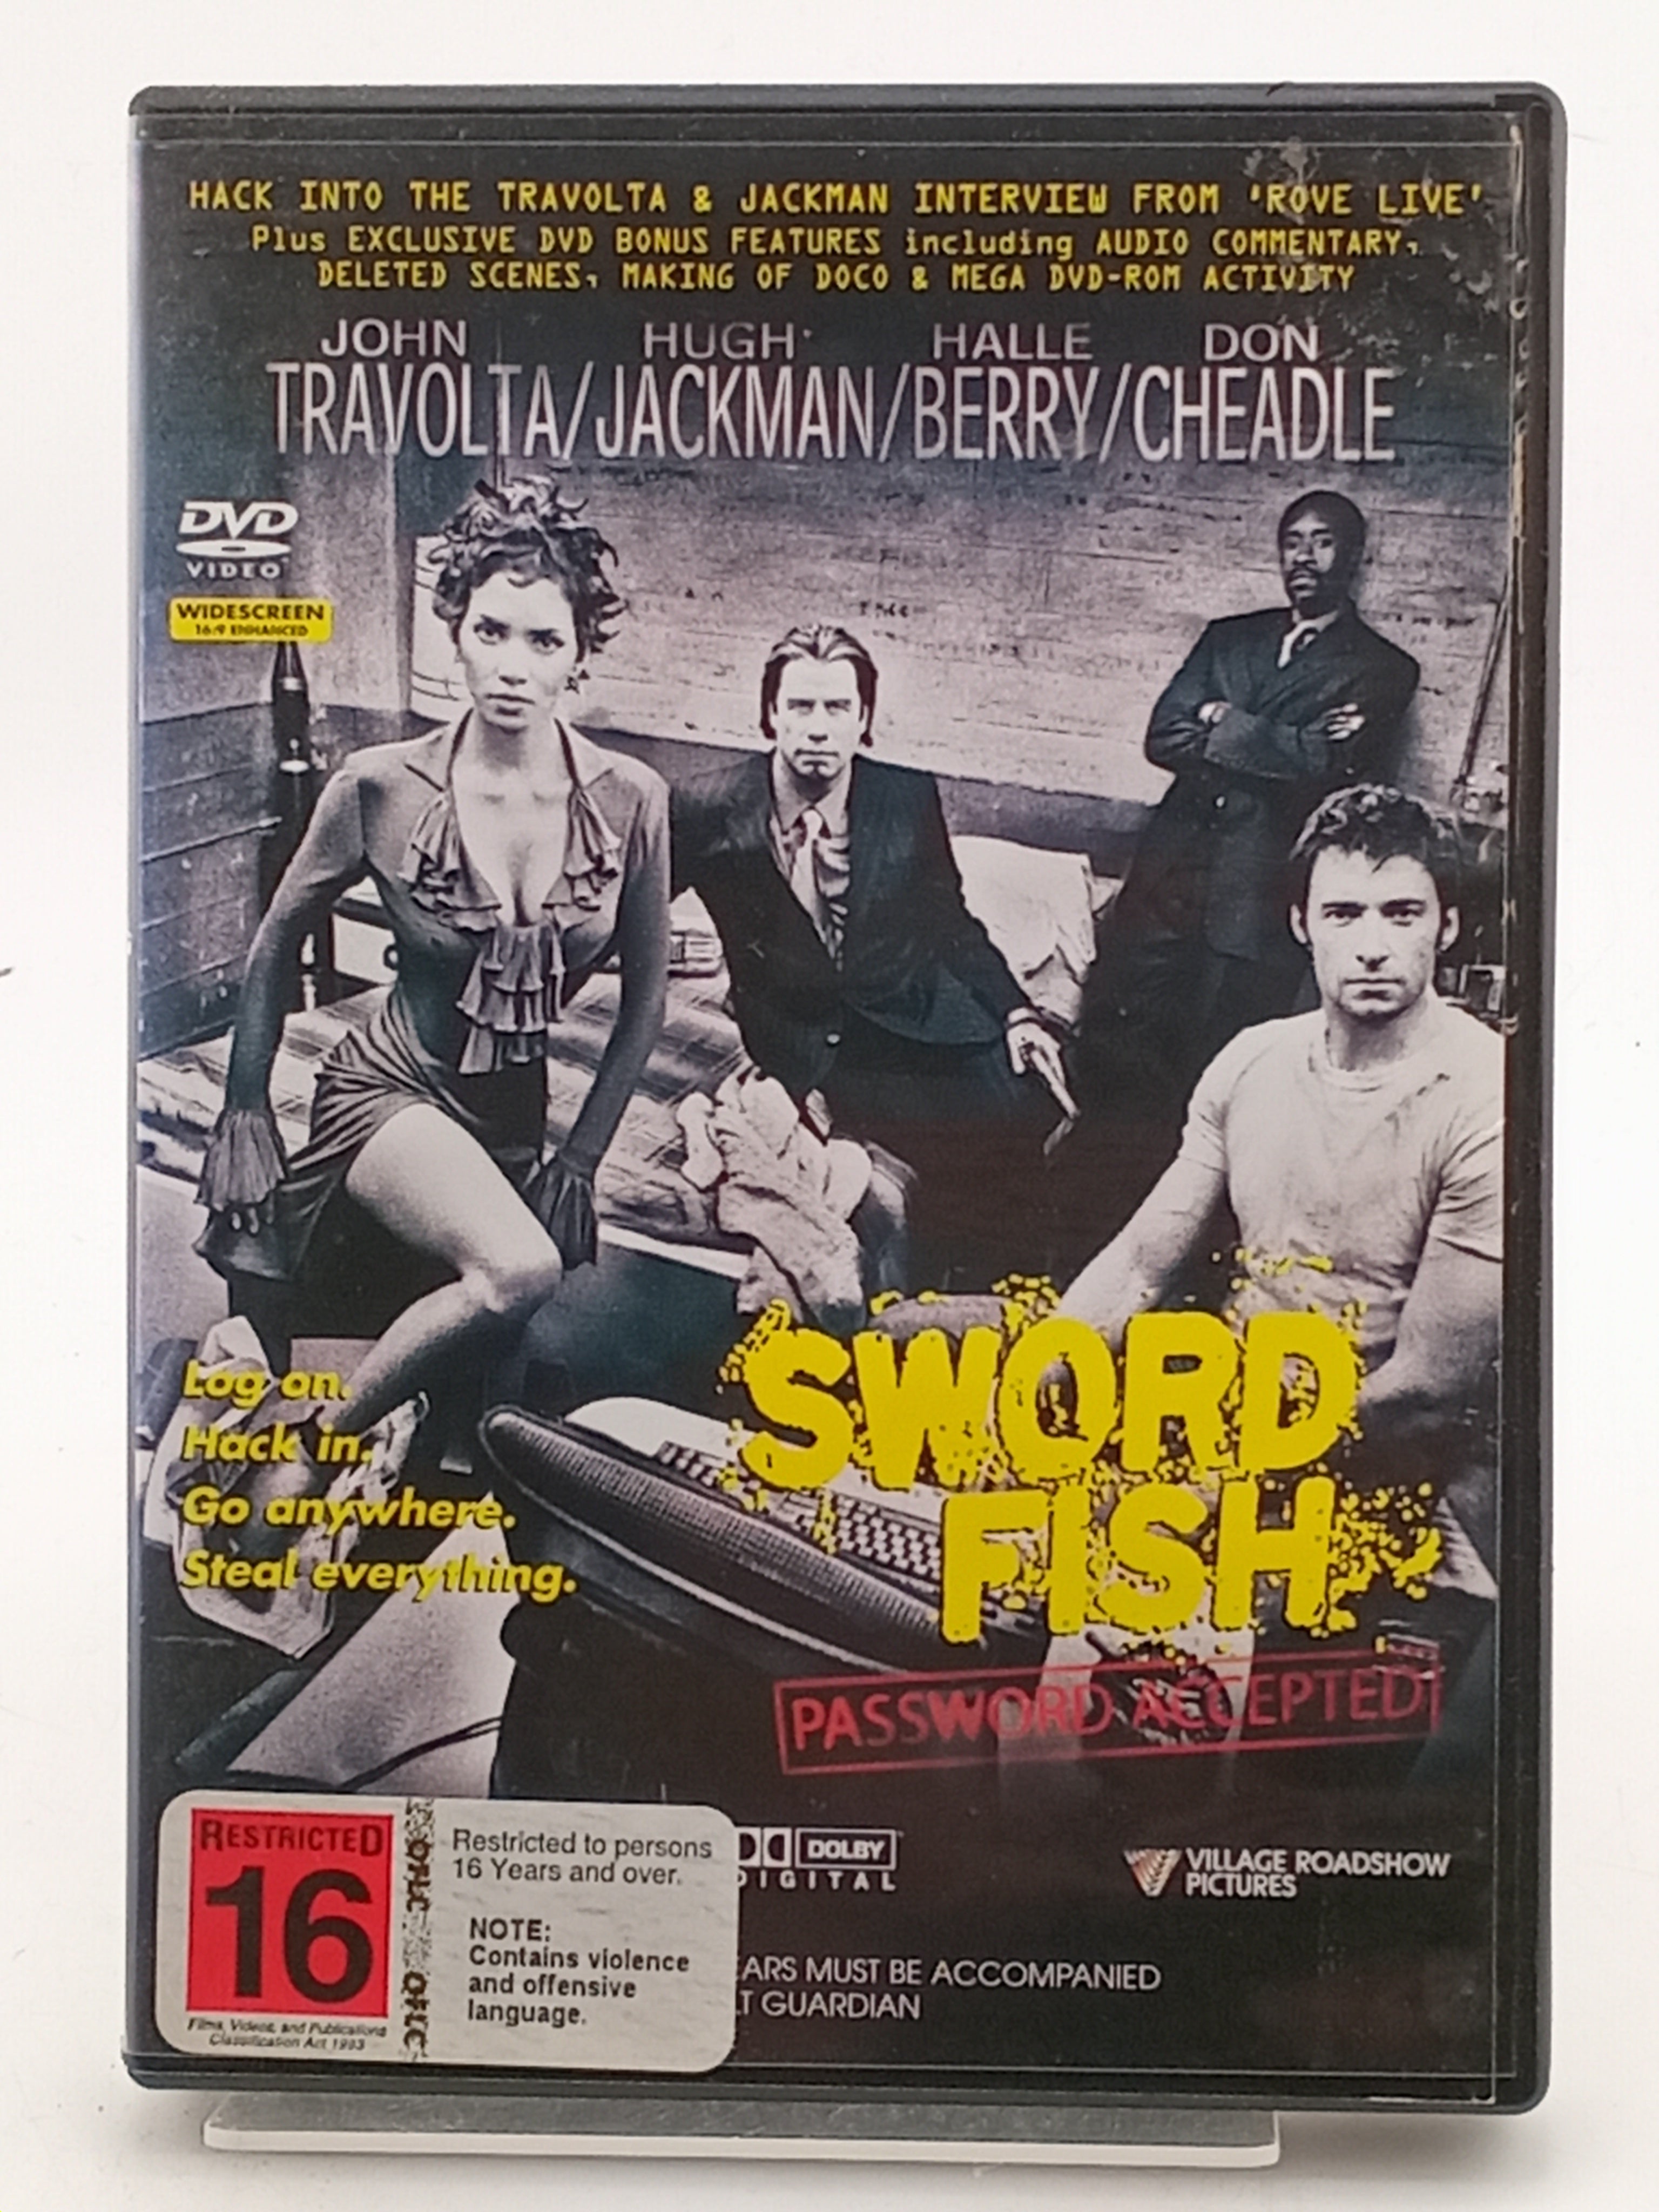 HACK INTO THE TRAVOLTA & JACKMAN INTERVIEW FROM 'ROVE LIVE'
Plus EXCLUSIVE DVD BONUS FEATURES including AUDIO COMMENTARY,
DELETED SCENES, MAKING OF DOCO & MEGA DVD-ROM ACTIVITY
JOHN HUGH HALLE DON
TRAVOLTA/JACKMAN/BERRY/CHEADLE
DVD
VIDEO
WIDESCREEN
16:9 ENHANCED
SWORD
FISH
Log on.
Hack in.
Go anywhere.
Steal everything.
PASSWORD ACCEPTED
RESTRICTED
16
Films, Videos, and Publications
Classification Act 1993
OFLC OFLC
Restricted to persons
16 Years and over.
NOTE:
Contains violence
and offensive
language.
DOLBY
DIGITAL
VILLAGE ROADSHOW
PICTURES
EARS MUST BE ACCOMPANIED
LT GUARDIAN